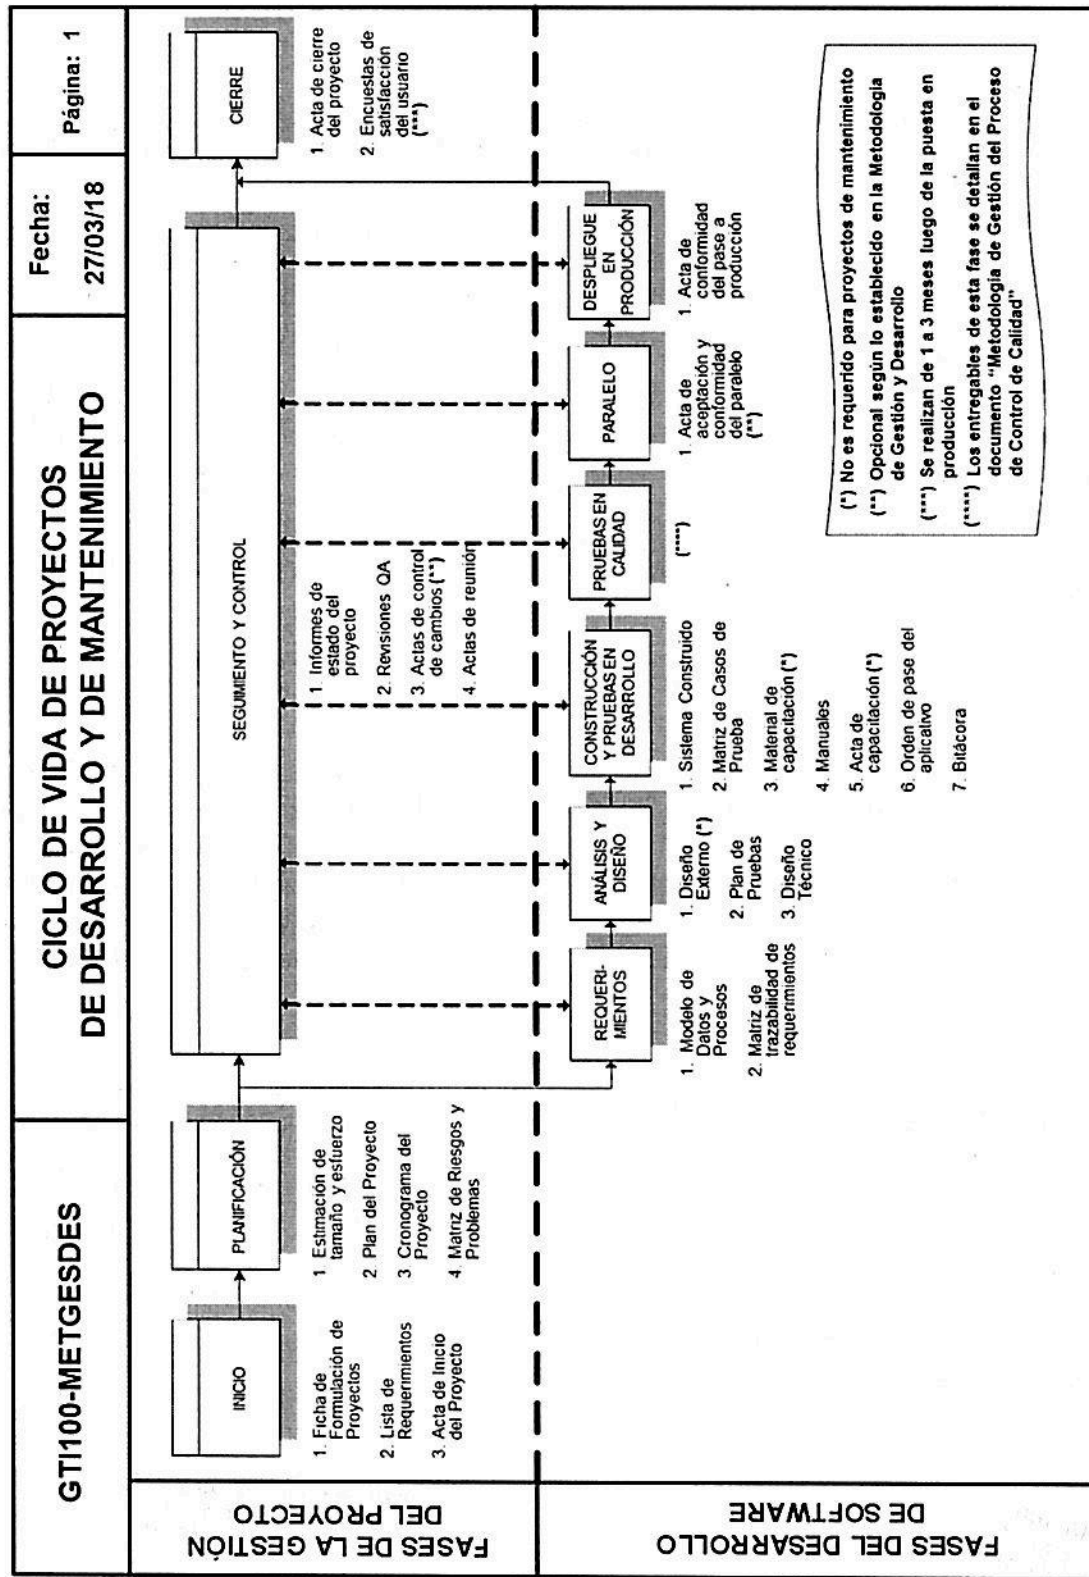 GTI100-METGESDES
CICLO DE VIDA DE PROYECTOS
DE DESARROLLO Y DE MANTENIMIENTO
Fecha:
27/03/18
Página: 1
FASES DE LA GESTIÓN
DEL PROYECTO
INICIO
1. Ficha de
Formulación de
Proyectos
2. Lista de
Requerimientos
3. Acta de Inicio
del Proyecto
PLANIFICACIÓN
1 Estimación de
tamaño y esfuerzo
2 Plan del Proyecto
3 Cronograma del
Proyecto
4 Matriz de Riesgos y
Problemas
SEGUIMIENTO Y CONTROL
1 Informes de
estado del
proyecto
2. Revisiones QA
3. Actas de control
de cambios (**)
4. Actas de reunión
CIERRE
1. Acta de cierre
del proyecto
2. Encuestas de
satisfacción
del usuario
(***)
FASES DEL DESARROLLO
DE SOFTWARE
REQUERI-
MIENTOS
1. Modelo de
Datos y
Procesos
2. Matriz de
trazabilidad de
requerimientos
ANÁLISIS Y
DISEÑO
1. Diseño
Externo (*)
2. Plan de
Pruebas
3. Diseño
Técnico
CONSTRUCCIÓN
Y PRUEBAS EN
DESARROLLO
1. Sistema Construido
2. Matriz de Casos de
Prueba
3. Material de
capacitación (*)
4. Manuales
5. Acta de
capacitación (*)
6. Orden de pase del
aplicativo
7. Bitácora
PRUEBAS EN
CALIDAD
(****)
PARALELO
1. Acta de
aceptación y
conformidad
del paralelo
(**)
DESPLIEGUE
EN
PRODUCCIÓN
1. Acta de
conformidad
del pase a
producción
(*) No es requerido para proyectos de mantenimiento
(**) Opcional según lo establecido en la Metodología
de Gestión y Desarrollo
(***) Se realizan de 1 a 3 meses luego de la puesta en
producción
(****) Los entregables de esta fase se detallan en el
documento "Metodología de Gestión del Proceso
de Control de Calidad"